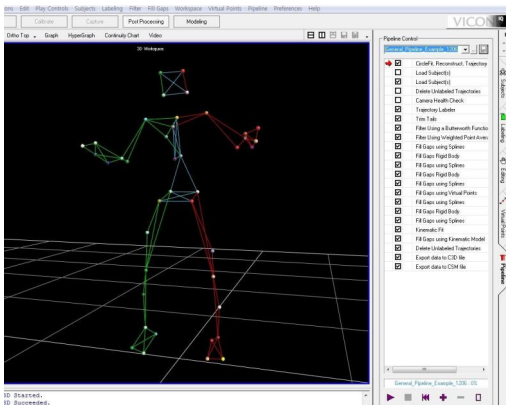 ons Edit Play Controls Subjects Labeling Filter Fill Gaps Workspace Virtual Points Pipeline Preferences Help
Calibrate Capture Post Processing Modeling
VICON iQ
Ortho Top Graph HyperGraph Continuity Chart Video
3D Workspace
Pipeline Control
General_Pipeline_Example_1206
CircleFit, Reconstruct, Trajectory
Load Subject(s)
Load Subject(s)
Delete Unlabeled Trajectories
Camera Health Check
Trajectory Labeler
Trim Tails
Filter Using a Butterworth Functio
Filter Using Weighted Point Avera
Fill Gaps using Splines
Fill Gaps Rigid Body
Fill Gaps using Splines
Fill Gaps Rigid Body
Fill Gaps using Splines
Fill Gaps using Virtual Points
Fill Gaps using Splines
Fill Gaps Rigid Body
Fill Gaps using Splines
Kinematic Fit
Fill Gaps using Kinematic Model
Delete Unlabeled Trajectories
Export data to C3D file
Export data to CSM file
Subjects
Labeling
Editing
Virtual Points
Pipeline
General_Pipeline_Example_1206
3D Started.
3D Succeeded.